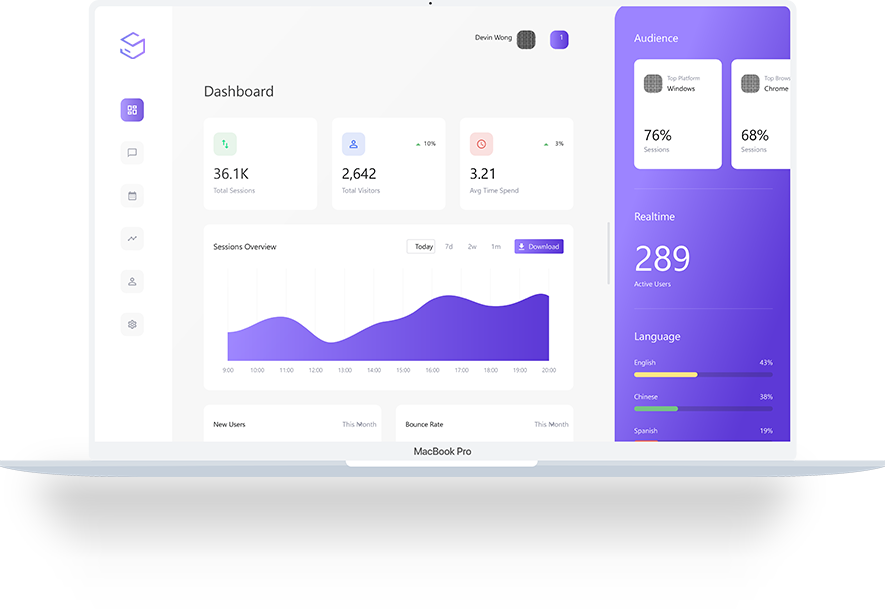 Devin Wong
1
Dashboard
36.1K
Total Sessions
10%
2,642
Total Visitors
3%
3.21
Avg Time Spend
Sessions Overview
Today 7d 2w 1m Download
9:00 10:00 11:00 12:00 13:00 14:00 15:00 16:00 17:00 18:00 19:00 20:00
New Users This Month
Bounce Rate This Month
Audience
Top Platform
Windows
76%
Sessions
Top Brow
Chrome
68%
Sessions
Realtime
289
Active Users
Language
English 43%
Chinese 38%
Spanish 19%
MacBook Pro